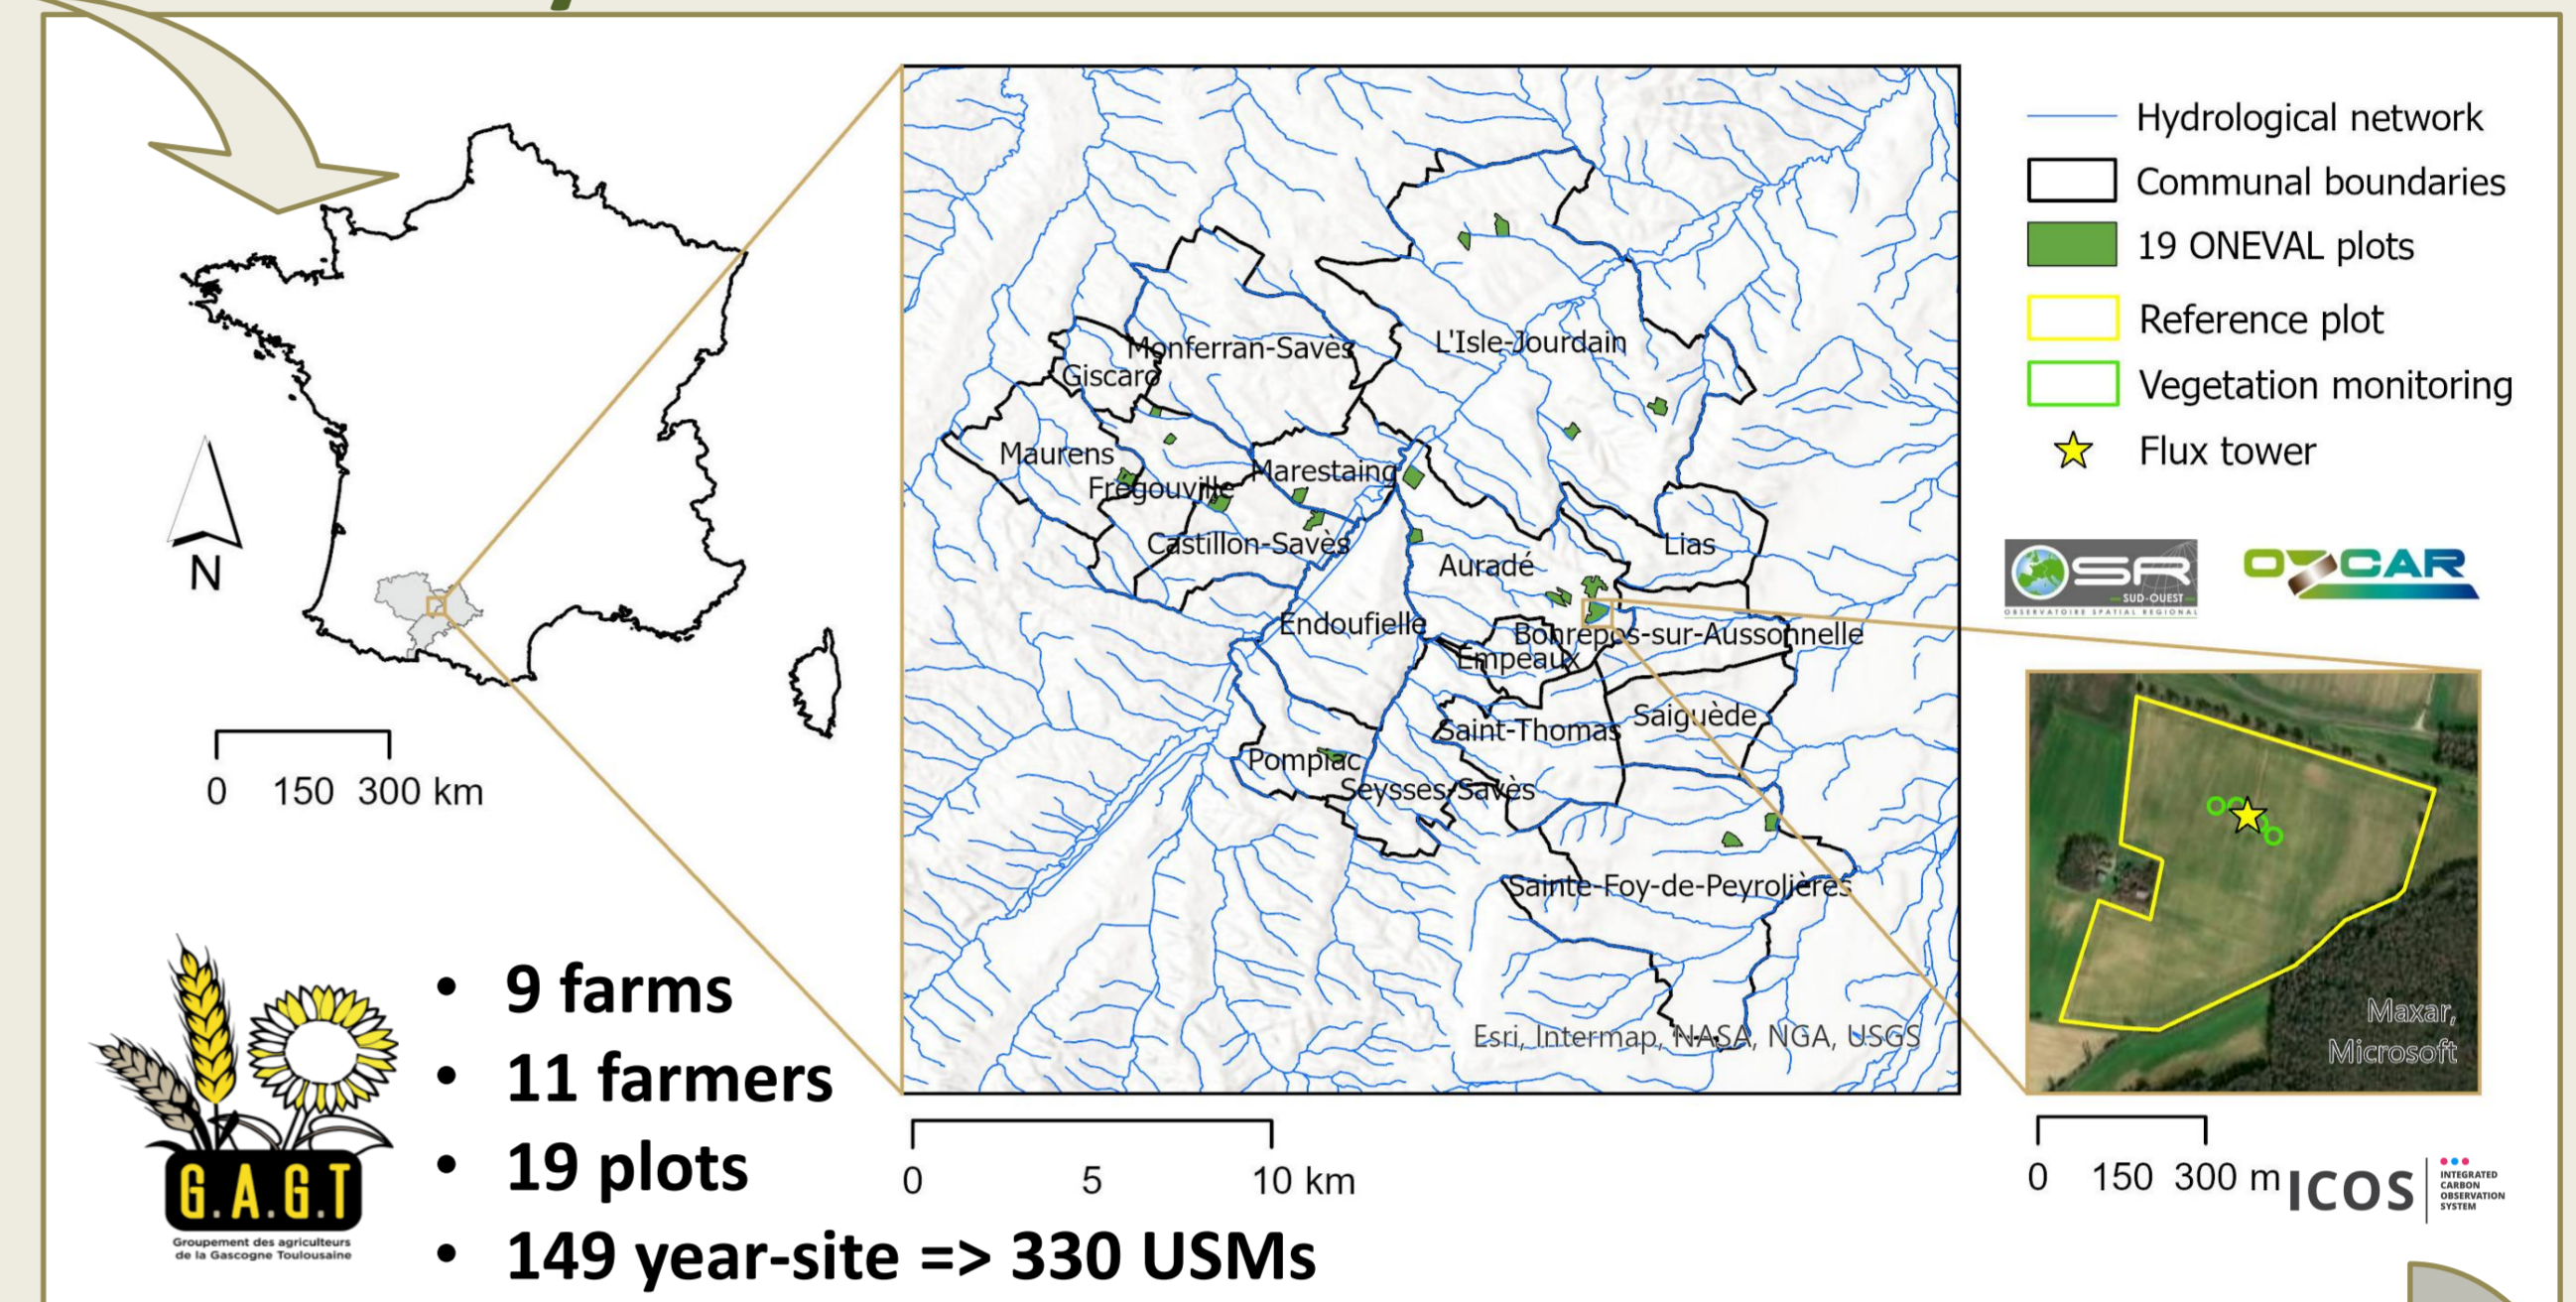 N
0 150 300 km
Monferran-Savès
L'Isle-Jourdain
Giscaro
Maurens
Marestaing
Frégouville
Castillon-Savès
Lias
Auradé
Endoufielle
Bonrepos-sur-Aussonnelle
Empeaux
Saiguède
Saint-Thomas
Pompiac
Seysses-Savès
Sainte-Foy-de-Peyrolières
Esri, Intermap, NASA, NGA, USGS
0 5 10 km
Hydrological network
Communal boundaries
19 ONEVAL plots
Reference plot
Vegetation monitoring
Flux tower
OSR
SUD-OUEST
OBSERVATOIRE SPATIAL REGIONAL
OZCAR
Maxar,
Microsoft
0 150 300 m
ICOS
INTEGRATED
CARBON
OBSERVATION
SYSTEM
G.A.G.T
Groupement des agriculteurs
de la Gascogne Toulousaine
• 9 farms
• 11 farmers
• 19 plots
• 149 year-site => 330 USMs